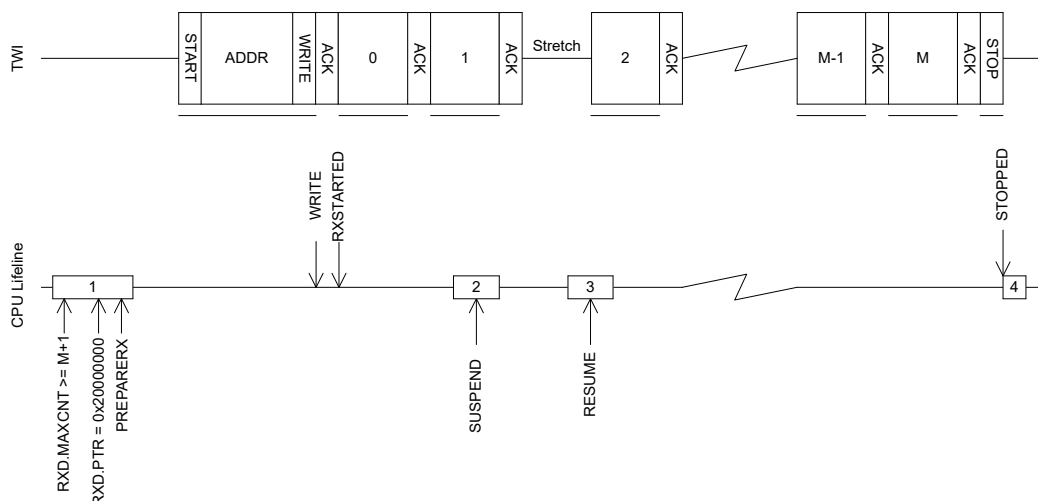 TWI
START
ADDR
WRITE
ACK
0
ACK
1
ACK
Stretch
2
ACK
M-1
ACK
M
ACK
STOP
CPU Lifeline
WRITE
RXSTARTED
STOPPED
1
2
3
4
RXD.MAXCNT >= M+1
RXD.PTR = 0x20000000
PREPARERX
SUSPEND
RESUME